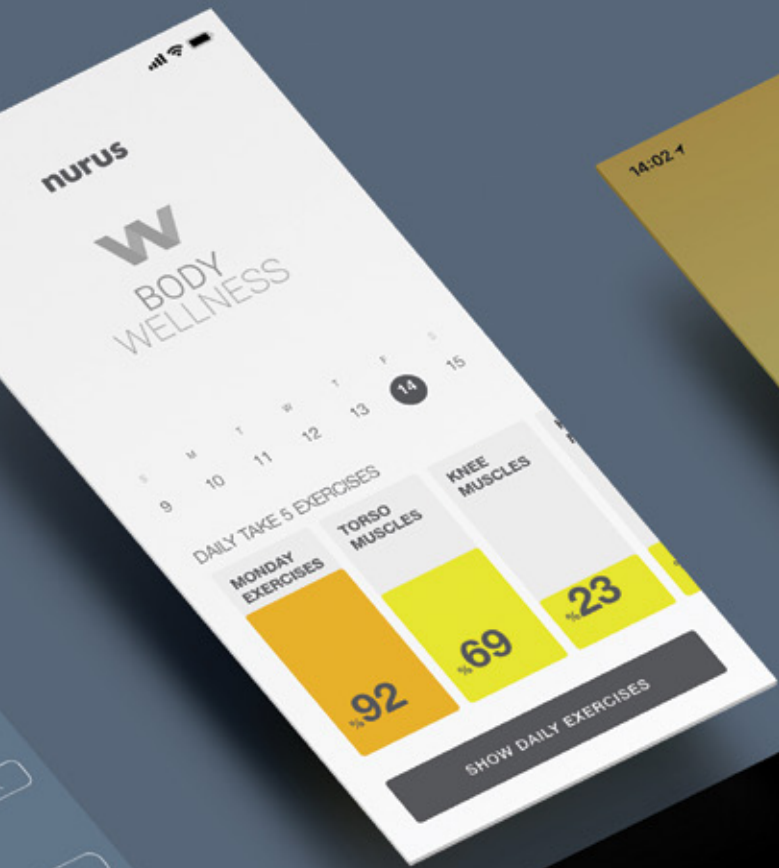 nurus
W
BODY
WELLNESS
S M T W T F S
9 10 11 12 13 14 15
DAILY TAKE 5 EXERCISES
MONDAY
EXERCISES
%92
TORSO
MUSCLES
%69
KNEE
MUSCLES
%23
SHOW DAILY EXERCISES
14:02